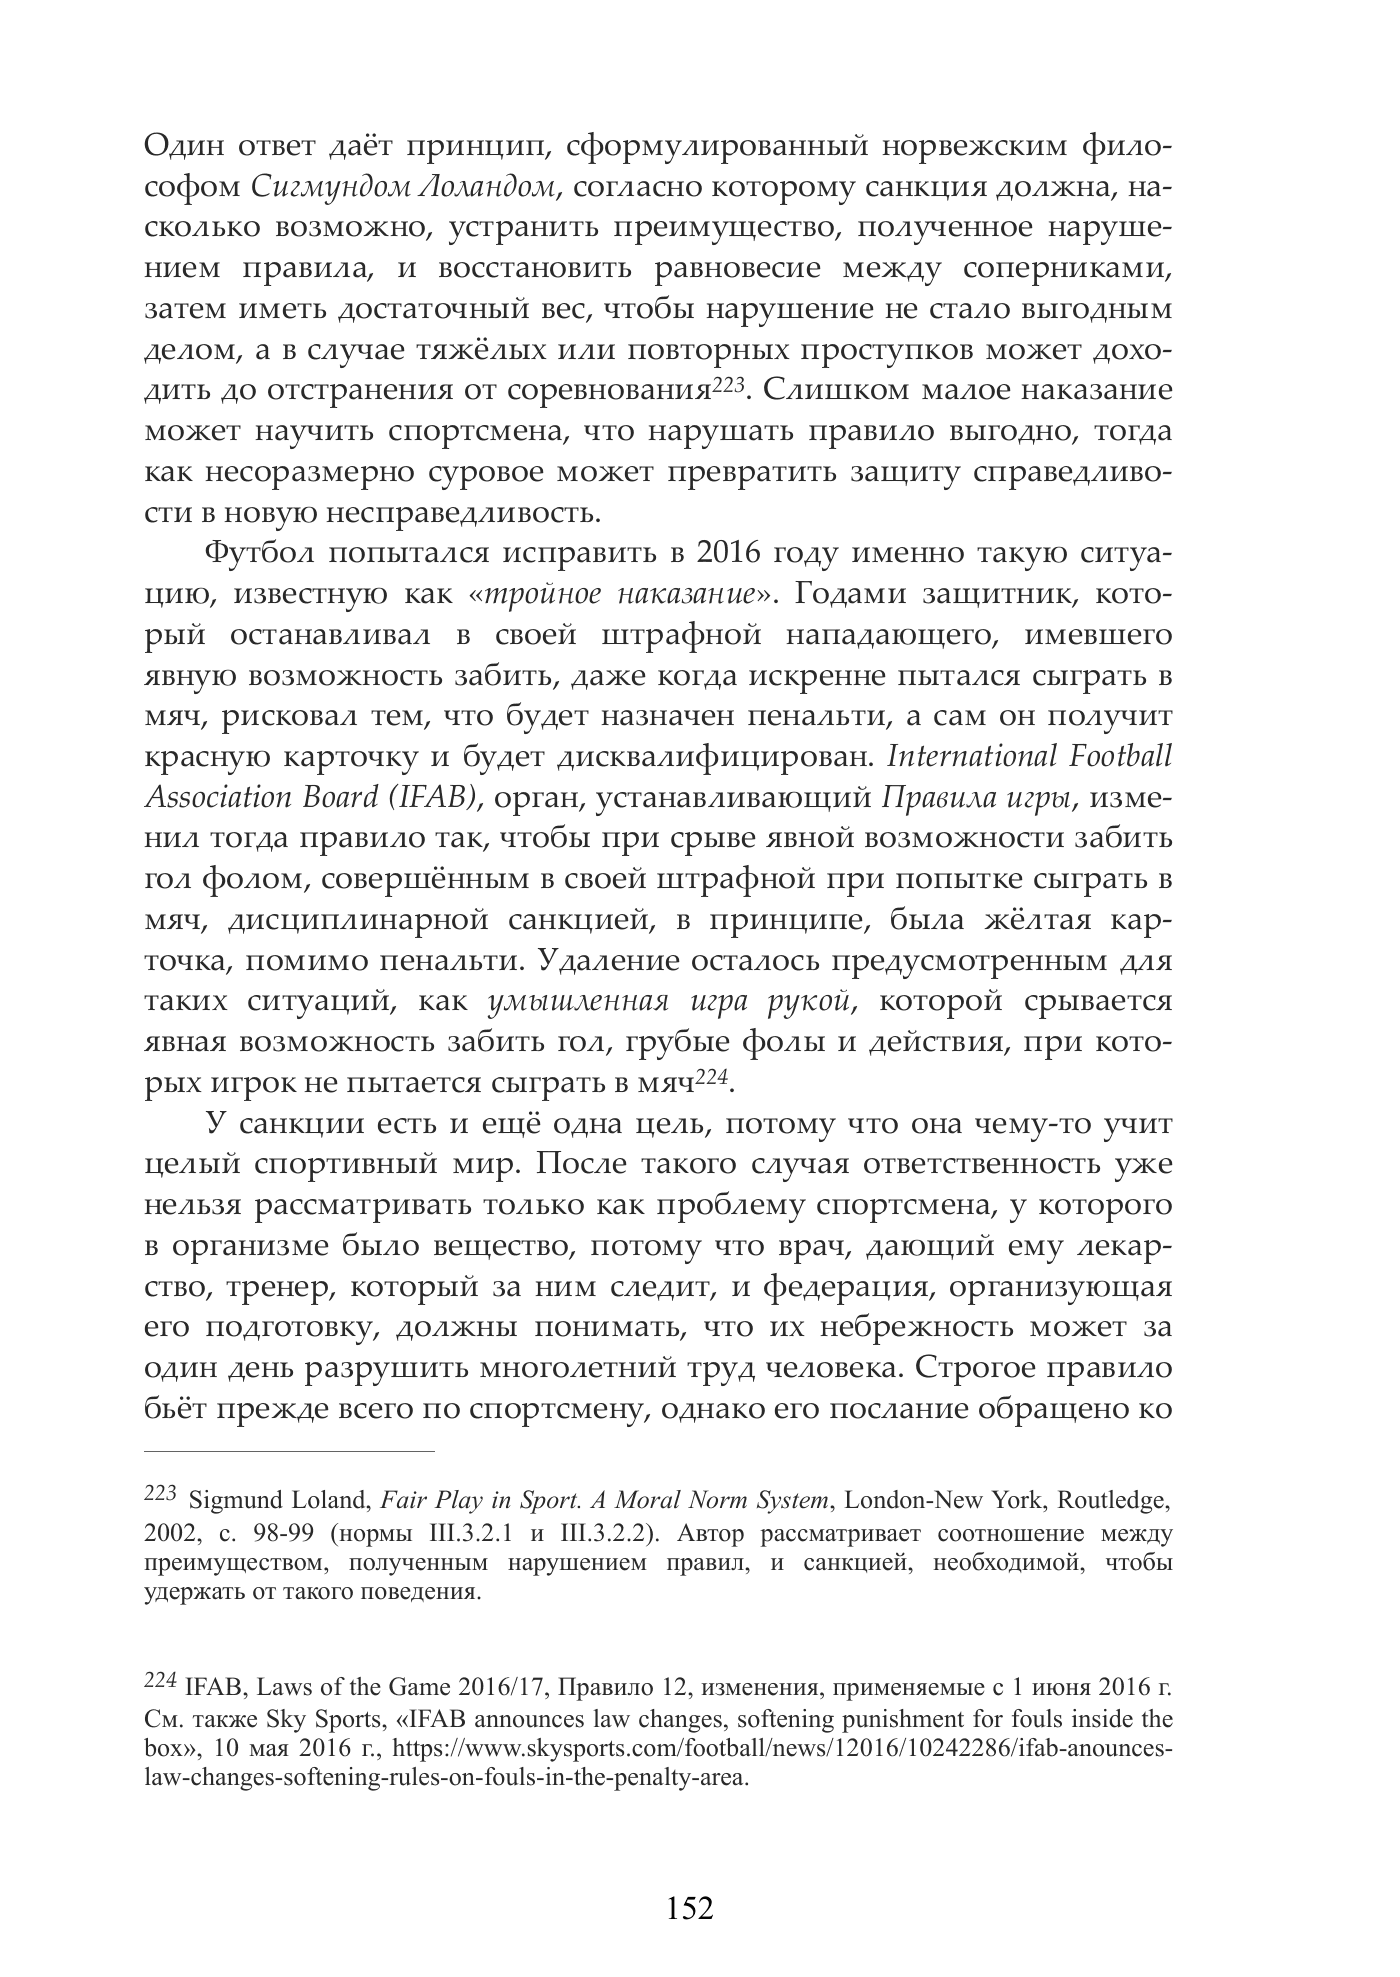 Один ответ даёт принцип, сформулированный норвежским фило-
софом Сигмундом Лоландом, согласно которому санкция должна, на-
сколько возможно, устранить преимущество, полученное наруше-
нием правила, и восстановить равновесие между соперниками,
затем иметь достаточный вес, чтобы нарушение не стало выгодным
делом, а в случае тяжёлых или повторных проступков может дохо-
дить до отстранения от соревнования223. Слишком малое наказание
может научить спортсмена, что нарушать правило выгодно, тогда
как несоразмерно суровое может превратить защиту справедливо-
сти в новую несправедливость.
Футбол попытался исправить в 2016 году именно такую ситуа-
цию, известную как «тройное наказание». Годами защитник, кото-
рый останавливал в своей штрафной нападающего, имевшего
явную возможность забить, даже когда искренне пытался сыграть в
мяч, рисковал тем, что будет назначен пенальти, а сам он получит
красную карточку и будет дисквалифицирован. International Football
Association Board (IFAB), орган, устанавливающий Правила игры, изме-
нил тогда правило так, чтобы при срыве явной возможности забить
гол фолом, совершённым в своей штрафной при попытке сыграть в
мяч, дисциплинарной санкцией, в принципе, была жёлтая кар-
точка, помимо пенальти. Удаление осталось предусмотренным для
таких ситуаций, как умышленная игра рукой, которой срывается
явная возможность забить гол, грубые фолы и действия, при кото-
рых игрок не пытается сыграть в мяч224.
У санкции есть и ещё одна цель, потому что она чему-то учит
целый спортивный мир. После такого случая ответственность уже
нельзя рассматривать только как проблему спортсмена, у которого
в организме было вещество, потому что врач, дающий ему лекар-
ство, тренер, который за ним следит, и федерация, организующая
его подготовку, должны понимать, что их небрежность может за
один день разрушить многолетний труд человека. Строгое правило
бьёт прежде всего по спортсмену, однако его послание обращено ко
223 Sigmund Loland, Fair Play in Sport. A Moral Norm System, London-New York, Routledge,
2002, с. 98-99 (нормы III.3.2.1 и III.3.2.2). Автор рассматривает соотношение между
преимуществом, полученным нарушением правил, и санкцией, необходимой, чтобы
удержать от такого поведения.
224 IFAB, Laws of the Game 2016/17, Правило 12, изменения, применяемые с 1 июня 2016 г.
См. также Sky Sports, «IFAB announces law changes, softening punishment for fouls inside the
box», 10 мая 2016 г., https://www.skysports.com/football/news/12016/10242286/ifab-anounces-
law-changes-softening-rules-on-fouls-in-the-penalty-area.
152